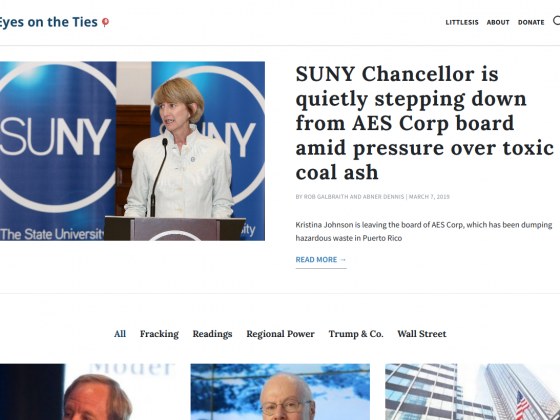 Eyes on the Ties
LITTLESIS ABOUT DONATE
SUNY Chancellor is
quietly stepping down
from AES Corp board
amid pressure over toxic
coal ash
BY ROB GALBRAITH AND ABNER DENNIS | MARCH 7, 2019
Kristina Johnson is leaving the board of AES Corp, which has been dumping
hazardous waste in Puerto Rico
READ MORE →
SUNY
UNY
The State University
All Fracking Readings Regional Power Trump & Co. Wall Street